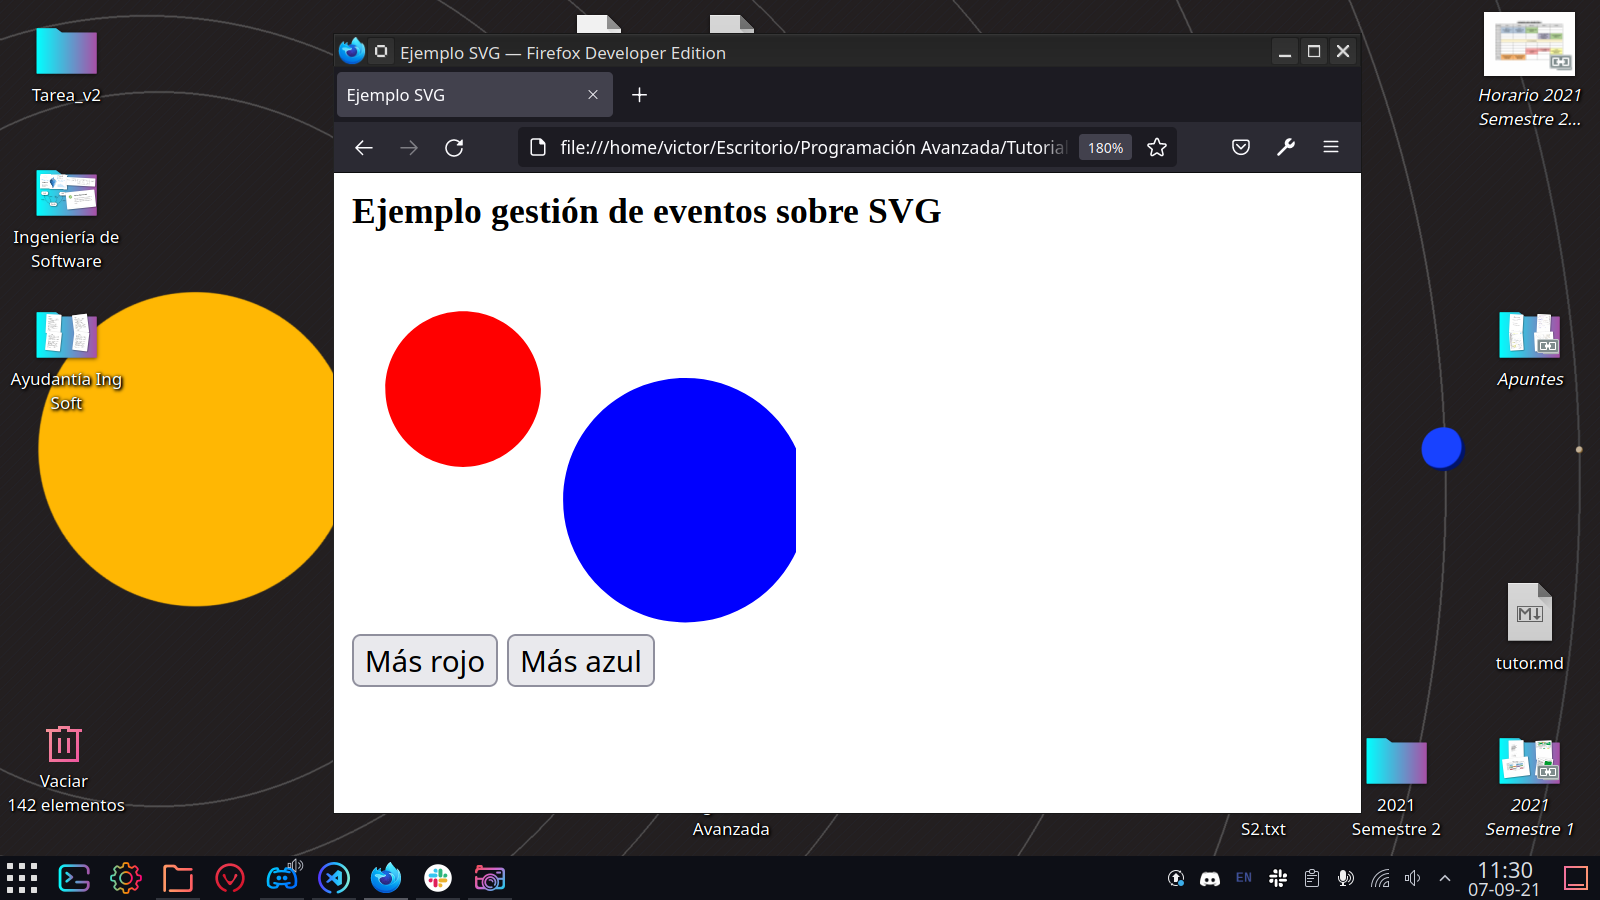 Tarea_v2
Ingeniería de
Software
Ayudantía Ing
Soft
Vaciar
142 elementos
Ejemplo SVG — Firefox Developer Edition
Ejemplo SVG
file:///home/victor/Escritorio/Programación Avanzada/Tutorial
180%
Ejemplo gestión de eventos sobre SVG
Más rojo
Más azul
Avanzada
Horario 2021
Semestre 2...
Apuntes
tutor.md
S2.txt
2021
Semestre 2
2021
Semestre 1
EN
11:30
07-09-21